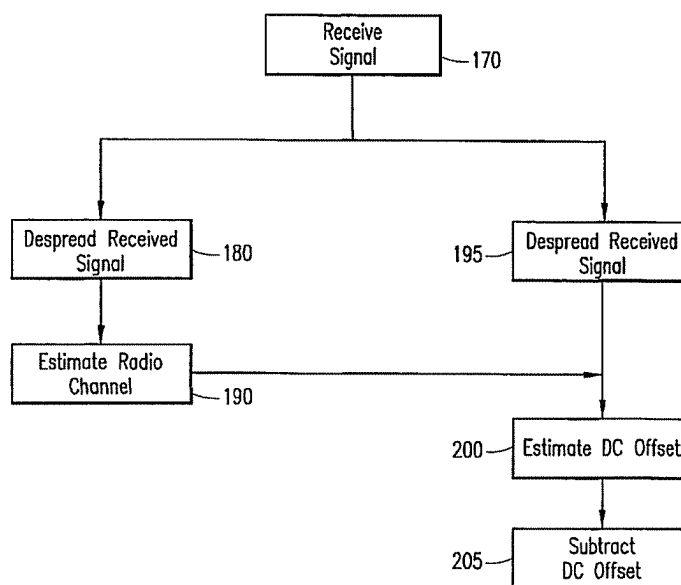 Receive
Signal
170
Despread Received
Signal
180
195
Despread Received
Signal
Estimate Radio
Channel
190
200
Estimate DC Offset
205
Subtract
DC Offset